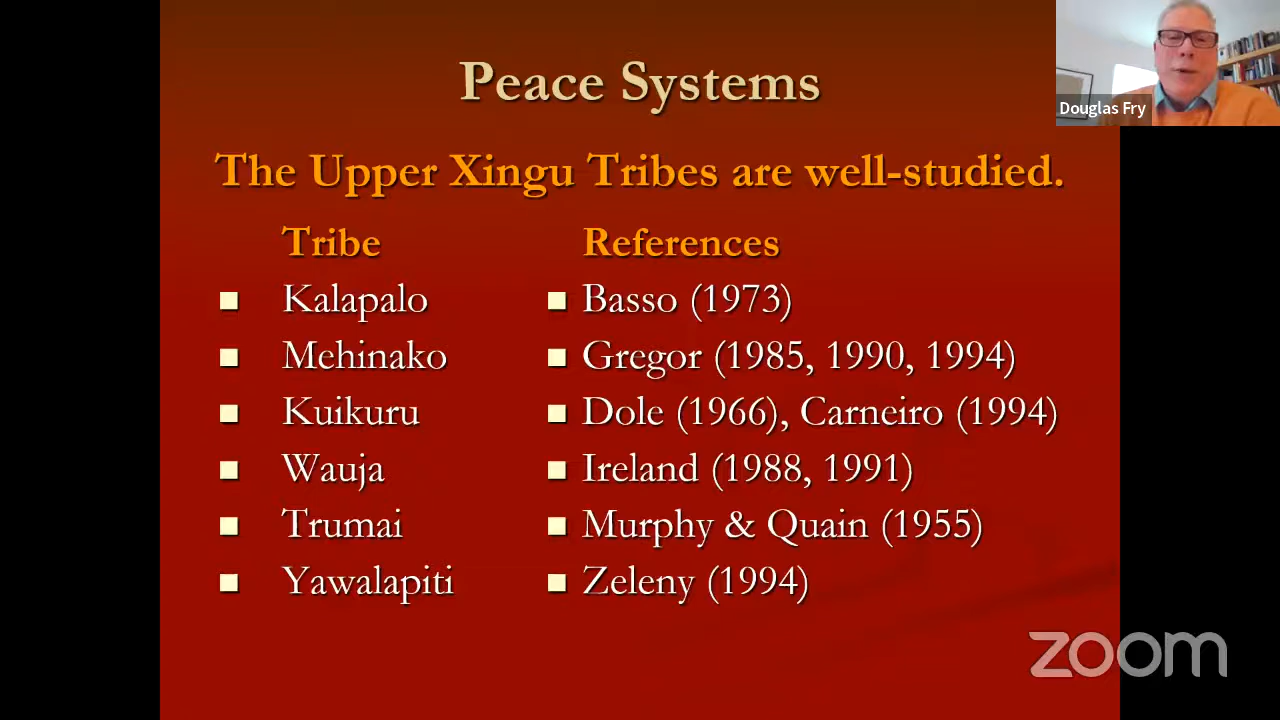 Peace Systems
Douglas Fry
The Upper Xingu Tribes are well-studied.
Tribe References
Kalapalo Basso (1973)
Mehinako Gregor (1985, 1990, 1994)
Kuikuru Dole (1966), Carneiro (1994)
Wauja Ireland (1988, 1991)
Trumai Murphy & Quain (1955)
Yawalapiti Zeleny (1994)
zoom